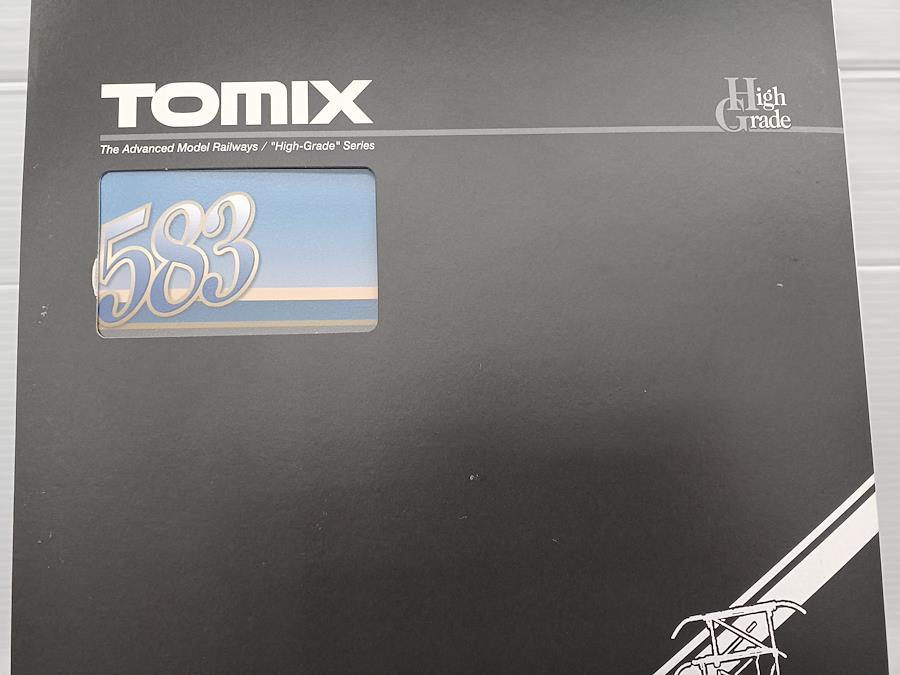 TOMIX
High
Grade
The Advanced Model Railways / "High-Grade" Series
583